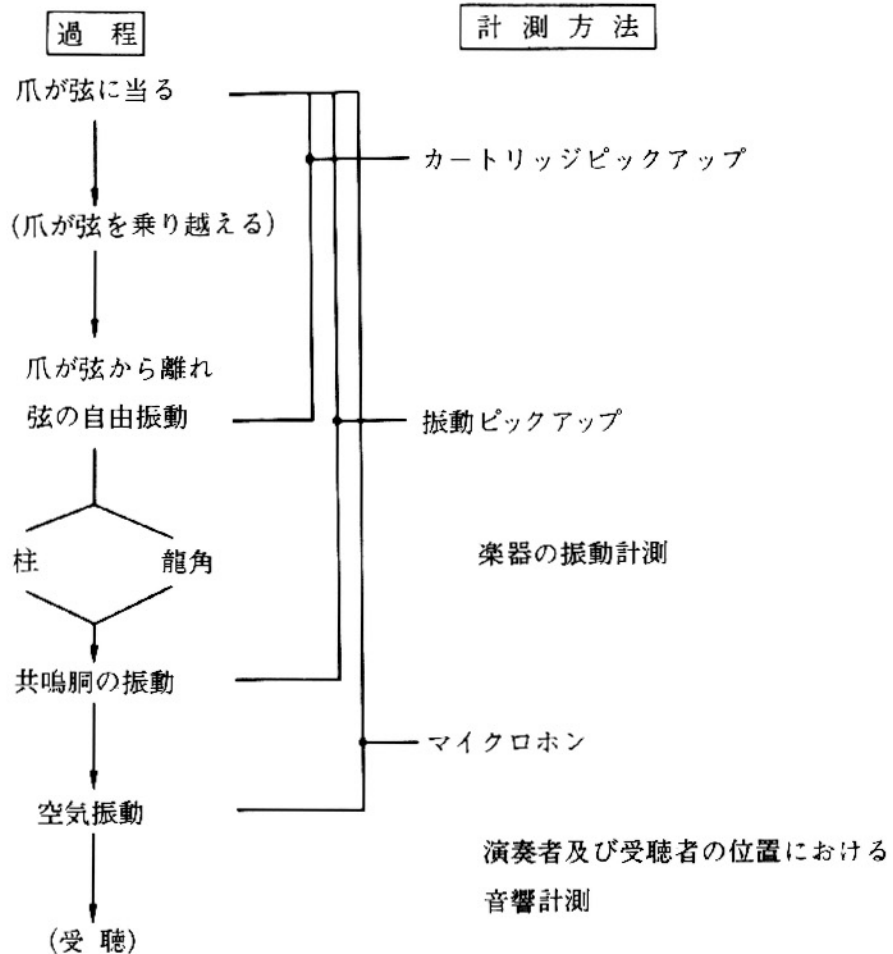 過程
計測方法
爪が弦に当る
カートリッジピックアップ
(爪が弦を乗り越える)
爪が弦から離れ
弦の自由振動
振動ピックアップ
柱
龍角
楽器の振動計測
共鳴胴の振動
マイクロホン
空気振動
演奏者及び受聴者の位置における
音響計測
(受聴)